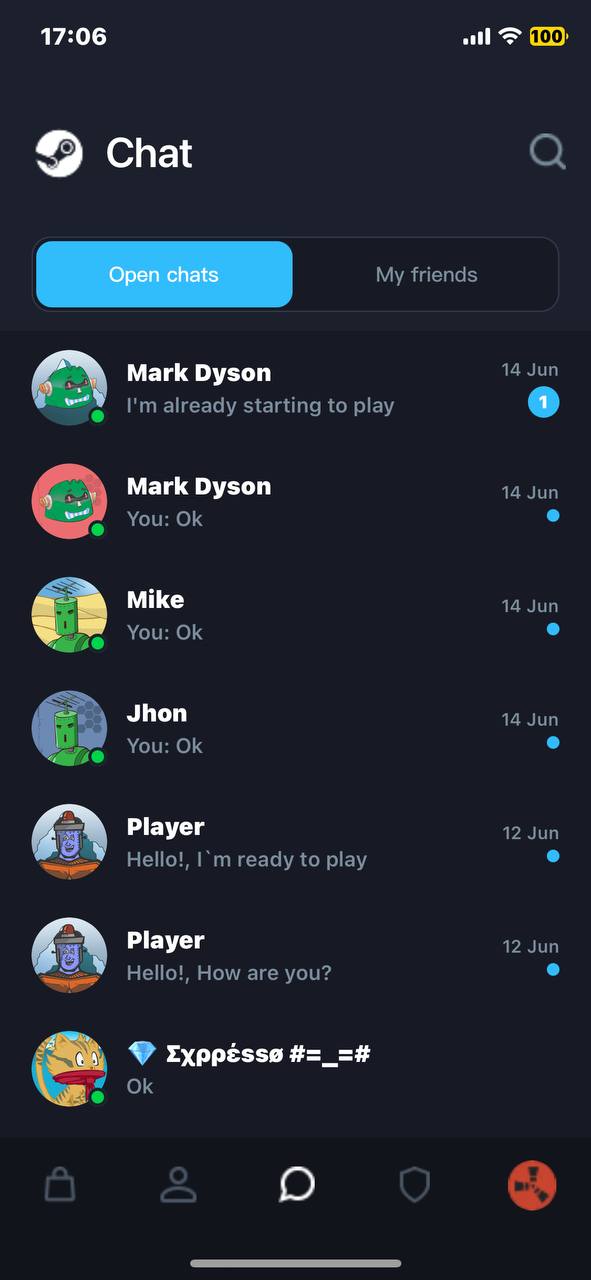 17:06
100
Chat
Open chats
My friends
Mark Dyson
14 Jun
I'm already starting to play
1
Mark Dyson
14 Jun
You: Ok
Mike
14 Jun
You: Ok
Jhon
14 Jun
You: Ok
Player
12 Jun
Hello!, I`m ready to play
Player
12 Jun
Hello!, How are you?
💎 Σχρρέssø #=_=#
Ok